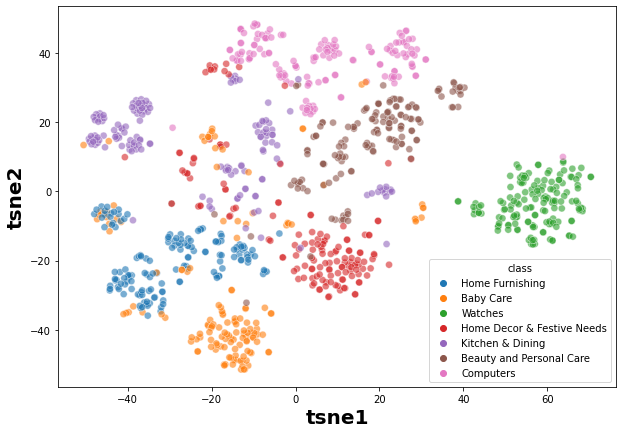 tsne2
40
20
0
−20
−40
−40
−20
0
20
40
60
tsne1
class
Home Furnishing
Baby Care
Watches
Home Decor & Festive Needs
Kitchen & Dining
Beauty and Personal Care
Computers